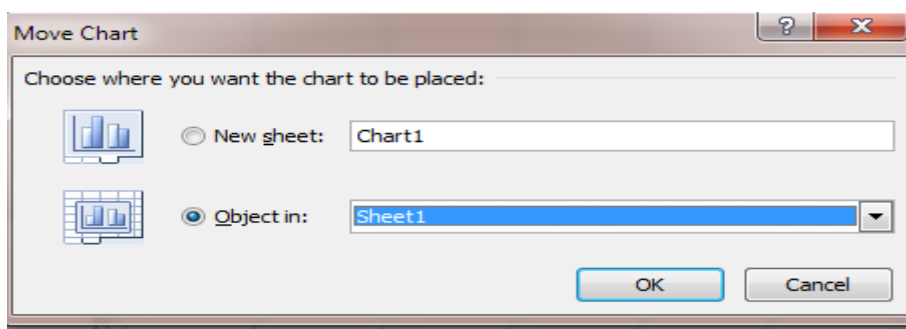 Move Chart
?
Choose where you want the chart to be placed:
New sheet: Chart1
Object in: Sheet1
OK Cancel